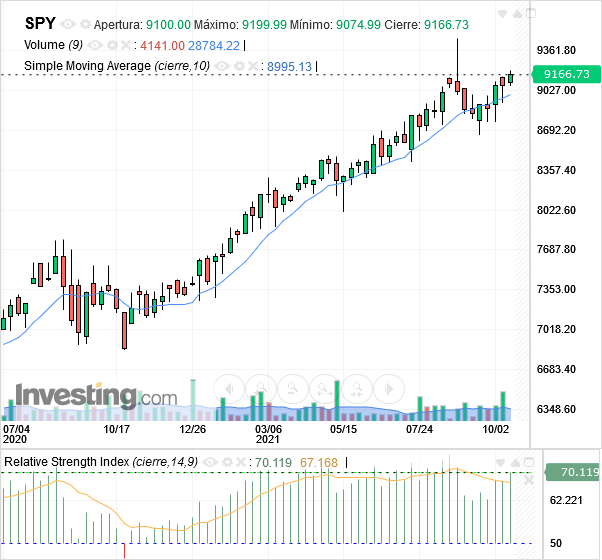 SPY Apertura: 9100.00 Máximo: 9199.99 Mínimo: 9074.99 Cierre: 9166.73
Volume (9) : 4141.00 28784.22 |
Simple Moving Average (cierre,10) : 8995.13 |
9361.80
9166.73
9027.00
8692.20
8357.40
8022.60
7687.80
7353.00
7018.20
6683.40
6348.60
Investing.com
07/04 10/17 12/26 03/06 05/15 07/24 10/02
2020 2021
Relative Strength Index (cierre,14,9) : 70.119 67.168 |
70.119
62.221
50